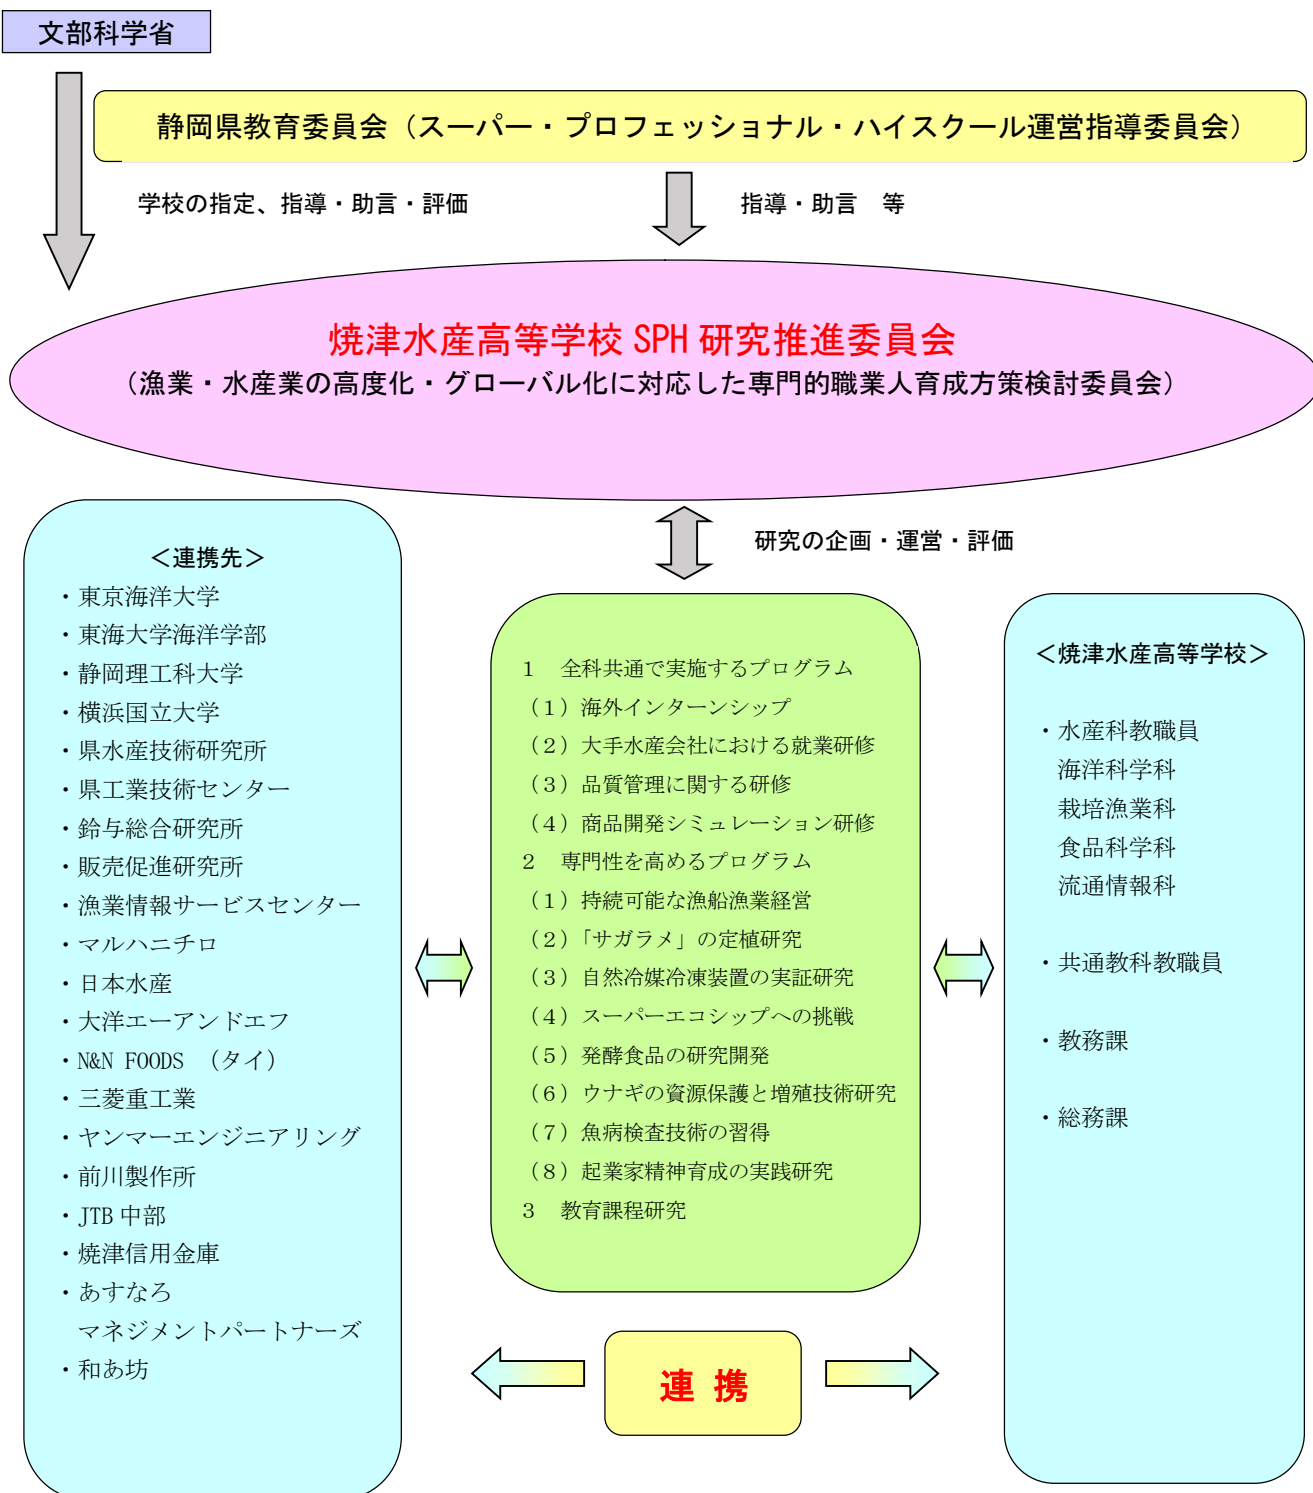 文部科学省
静岡県教育委員会（スーパー・プロフェッショナル・ハイスクール運営指導委員会）
学校の指定、指導・助言・評価
指導・助言　等
焼津水産高等学校 SPH 研究推進委員会
（漁業・水産業の高度化・グローバル化に対応した専門的職業人育成方策検討委員会）
研究の企画・運営・評価
＜連携先＞
・東京海洋大学
・東海大学海洋学部
・静岡理工科大学
・横浜国立大学
・県水産技術研究所
・県工業技術センター
・鈴与総合研究所
・販売促進研究所
・漁業情報サービスセンター
・マルハニチロ
・日本水産
・大洋エーアンドエフ
・N&N FOODS （タイ）
・三菱重工業
・ヤンマーエンジニアリング
・前川製作所
・JTB 中部
・焼津信用金庫
・あすなろ
マネジメントパートナーズ
・和あ坊
１　全科共通で実施するプログラム
（１）海外インターンシップ
（２）大手水産会社における就業研修
（３）品質管理に関する研修
（４）商品開発シミュレーション研修
２　専門性を高めるプログラム
（１）持続可能な漁船漁業経営
（２）「サガラメ」の定植研究
（３）自然冷媒冷凍装置の実証研究
（４）スーパーエコシップへの挑戦
（５）発酵食品の研究開発
（６）ウナギの資源保護と増殖技術研究
（７）魚病検査技術の習得
（８）起業家精神育成の実践研究
３　教育課程研究
＜焼津水産高等学校＞
・水産科教職員
海洋科学科
栽培漁業科
食品科学科
流通情報科
・共通教科教職員
・教務課
・総務課
連 携